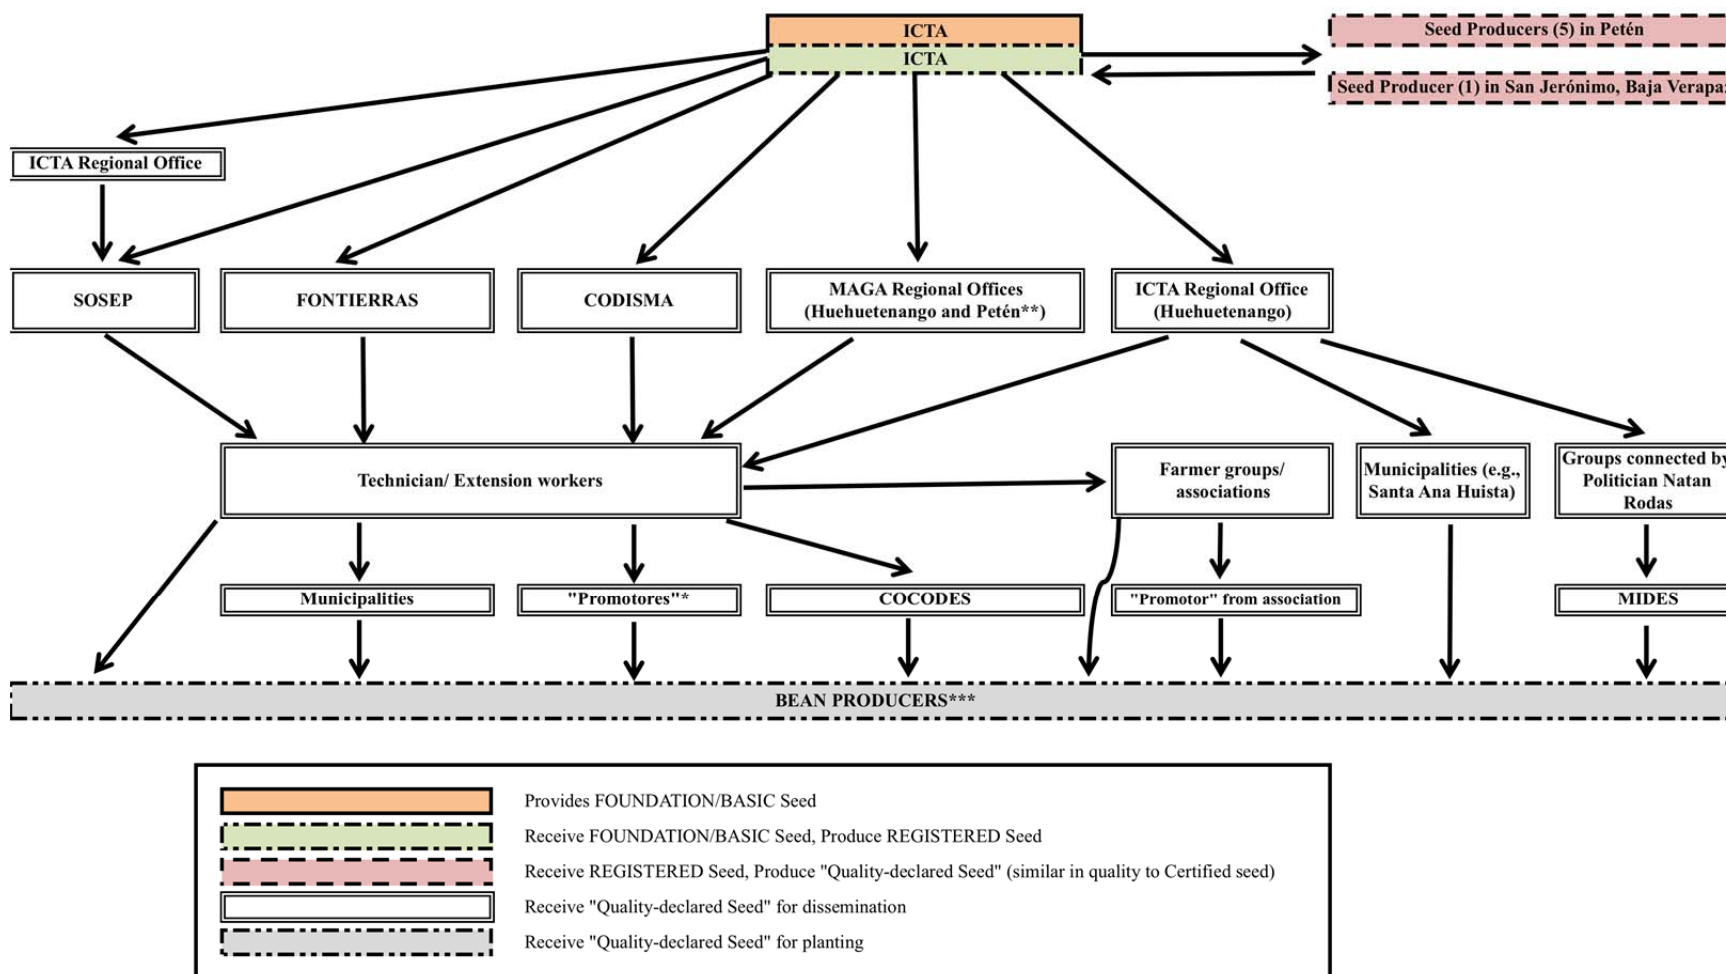 ICTA
ICTA
Seed Producers (5) in Petén
Seed Producer (1) in San Jerónimo, Baja Verapaz
ICTA Regional Office
SOSEP
FONTIERRAS
CODISMA
MAGA Regional Offices
(Huehuetenango and Petén**)
ICTA Regional Office
(Huehuetenango)
Technician/ Extension workers
Farmer groups/
associations
Municipalities (e.g.,
Santa Ana Huista)
Groups connected by
Politician Natan
Rodas
Municipalities
"Promotores"*
COCODES
"Promotor" from association
MIDES
BEAN PRODUCERS***
Provides FOUNDATION/BASIC Seed
Receive FOUNDATION/BASIC Seed, Produce REGISTERED Seed
Receive REGISTERED Seed, Produce "Quality-declared Seed" (similar in quality to Certified seed)
Receive "Quality-declared Seed" for dissemination
Receive "Quality-declared Seed" for planting